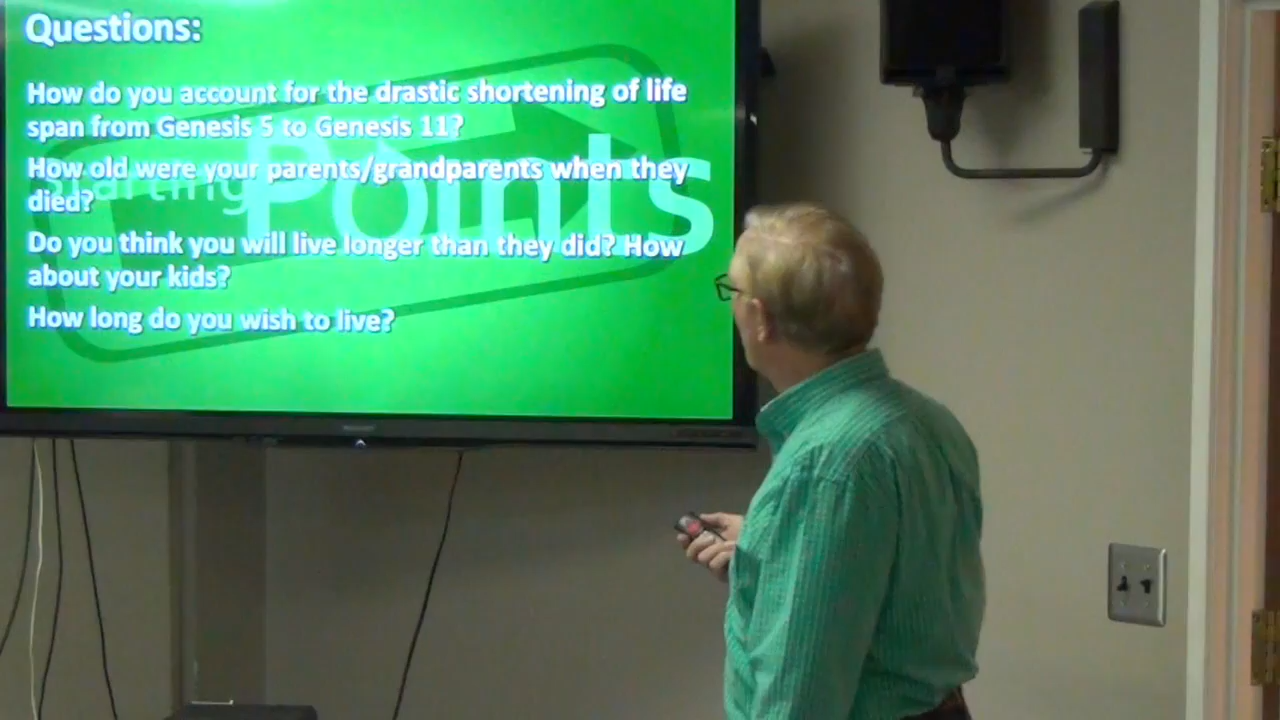 Questions:
How do you account for the drastic shortening of life
span from Genesis 5 to Genesis 11?
How old were your parents/grandparents when they
died?
Do you think you will live longer than they did? How
about your kids?
How long do you wish to live?
Starting
Points